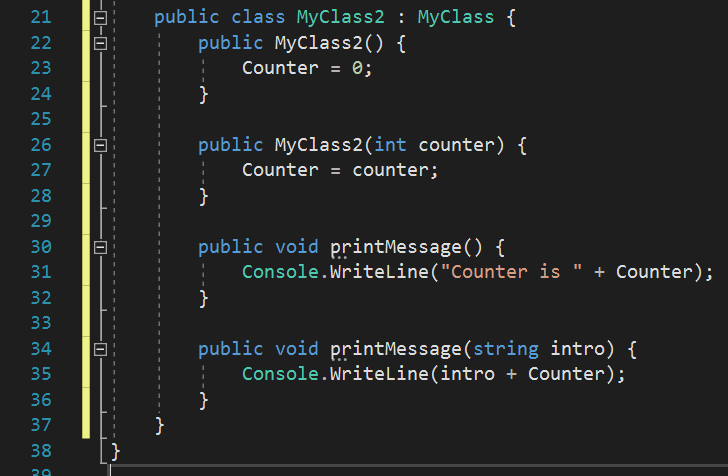 21 public class MyClass2 : MyClass {
22 public MyClass2() {
23 Counter = 0;
24 }
25
26 public MyClass2(int counter) {
27 Counter = counter;
28 }
29
30 public void printMessage() {
31 Console.WriteLine("Counter is " + Counter);
32 }
33
34 public void printMessage(string intro) {
35 Console.WriteLine(intro + Counter);
36 }
37 }
38 }
39